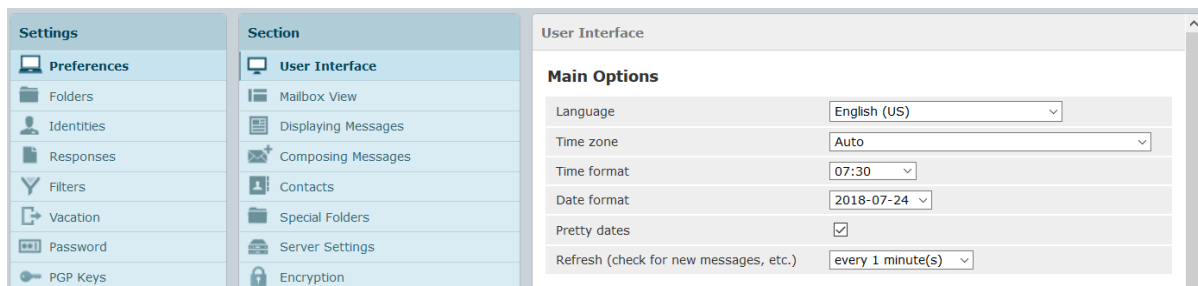 Settings
Preferences
Folders
Identities
Responses
Filters
Vacation
Password
PGP Keys
Section
User Interface
Mailbox View
Displaying Messages
Composing Messages
Contacts
Special Folders
Server Settings
Encryption
User Interface
Main Options
Language English (US)
Time zone Auto
Time format 07:30
Date format 2018-07-24
Pretty dates
Refresh (check for new messages, etc.) every 1 minute(s)